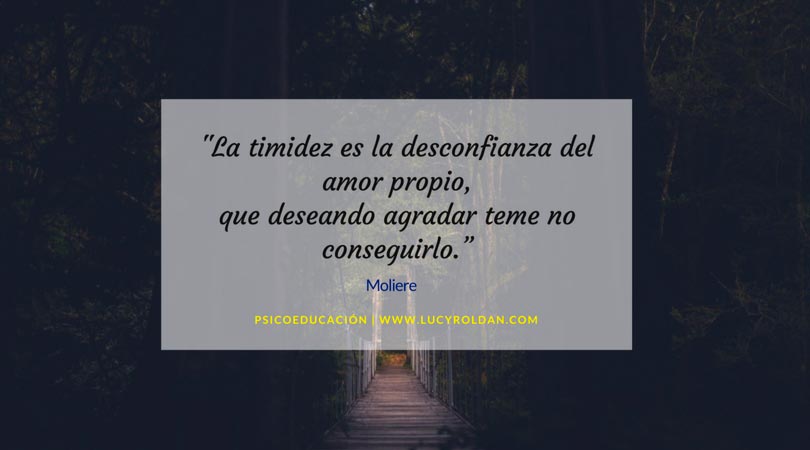 "La timidez es la desconfianza del
amor propio,
que deseando agradar teme no
conseguirlo.”
Moliere
PSICOEDUCACIÓN | WWW.LUCYROLDAN.COM